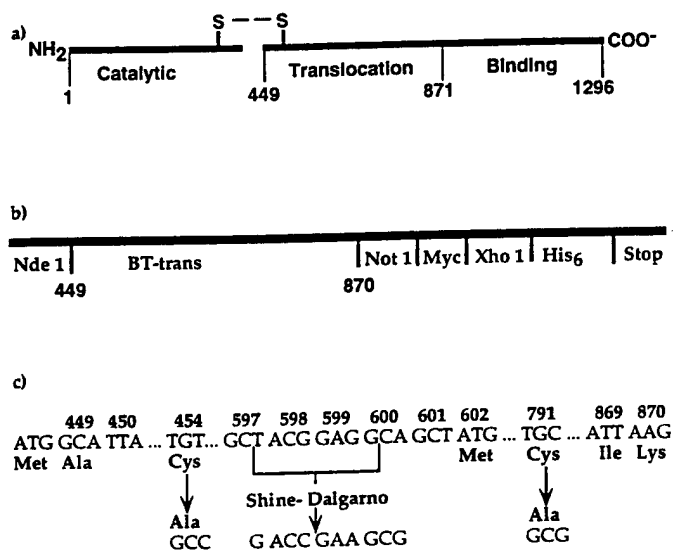 a)
S -- S
NH2 COO-
Catalytic Translocation Binding
1 449 871 1296
b)
Nde 1 BT-trans Not 1 Myc Xho 1 His6 Stop
449 870
c)
449 450 454 597 598 599 600 601 602 791 869 870
ATG GCA TTA ... TGT... GCT ACG GAG GCA GCT ATG ... TGC ... ATT AAG
Met Ala Cys Met Cys Ile Lys
Shine-Dalgarno
Ala Ala
GCC G ACC GAA GCG GCG